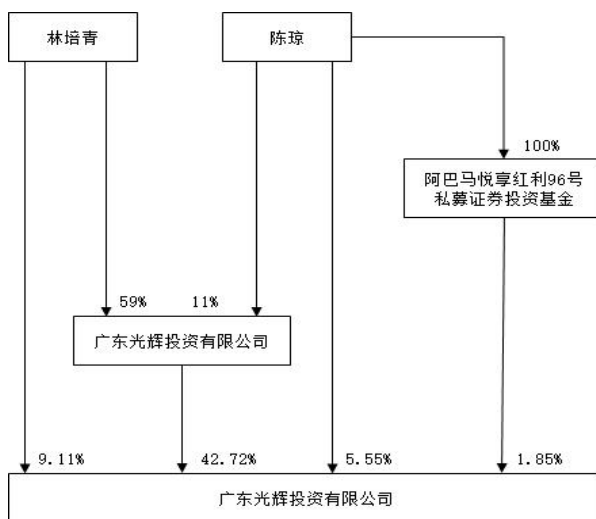 林培青
陈琼
100%
阿巴马悦享红利96号
私募证券投资基金
59%
11%
广东光辉投资有限公司
9.11%
42.72%
5.55%
1.85%
广东光辉投资有限公司